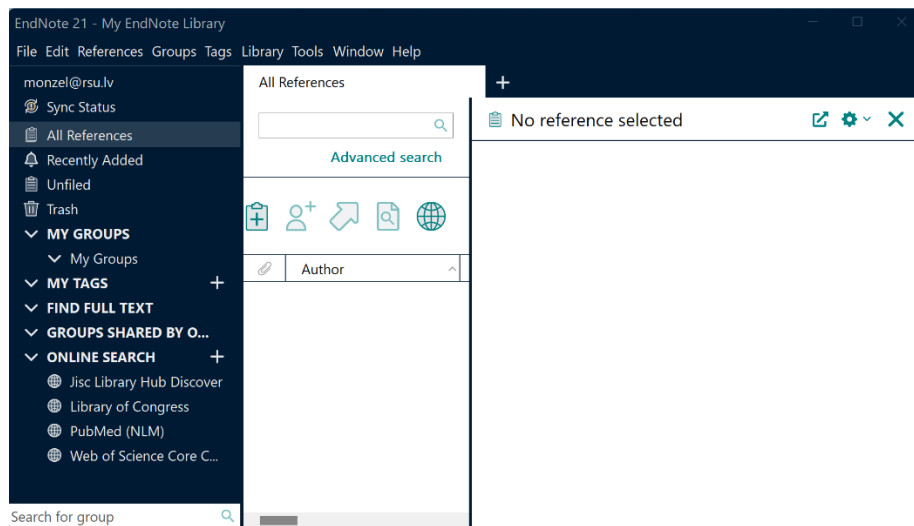 EndNote 21 - My EndNote Library
File Edit References Groups Tags Library Tools Window Help
monzel@rsu.lv
Sync Status
All References
Recently Added
Unfiled
Trash
MY GROUPS
My Groups
MY TAGS
FIND FULL TEXT
GROUPS SHARED BY O...
ONLINE SEARCH
Jisc Library Hub Discover
Library of Congress
PubMed (NLM)
Web of Science Core C...
Search for group
All References
Advanced search
Author
No reference selected